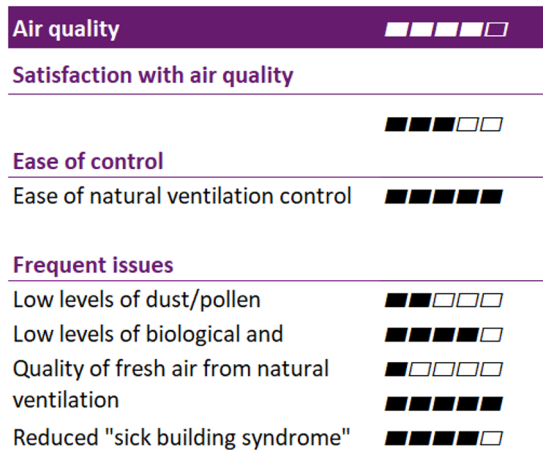 Air quality
Satisfaction with air quality
Ease of control
Ease of natural ventilation control
Frequent issues
Low levels of dust/pollen
Low levels of biological and
Quality of fresh air from natural
ventilation
Reduced "sick building syndrome"